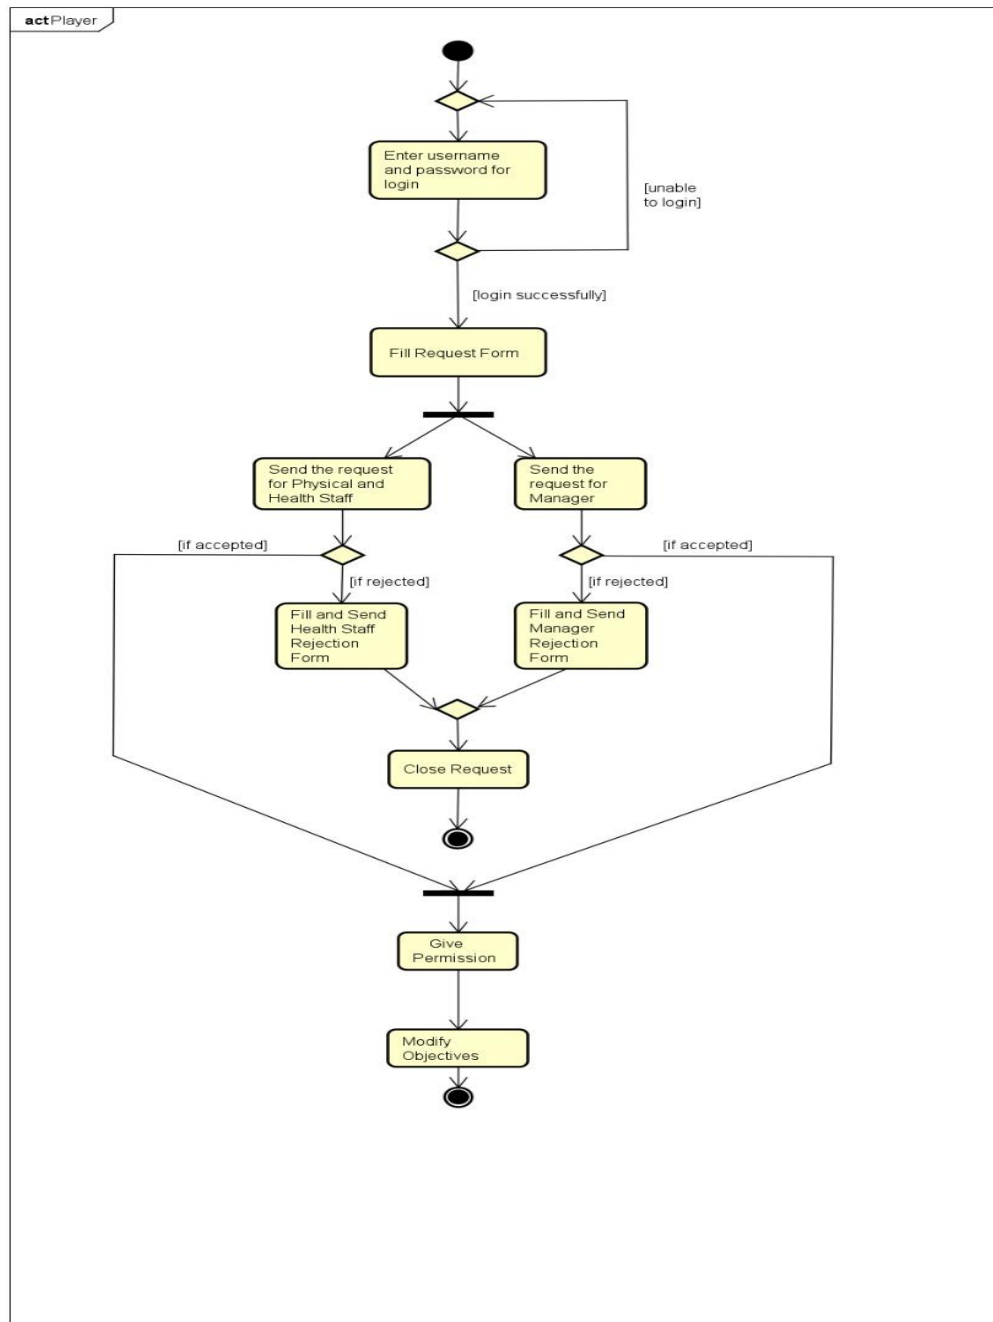 act Player
Enter username
and password for
login
[unable
to login]
[login successfully]
Fill Request Form
Send the request
for Physical and
Health Staff
Send the
request for
Manager
[if accepted]
[if accepted]
[if rejected]
[if rejected]
Fill and Send
Health Staff
Rejection
Form
Fill and Send
Manager
Rejection
Form
Close Request
Give
Permission
Modify
Objectives